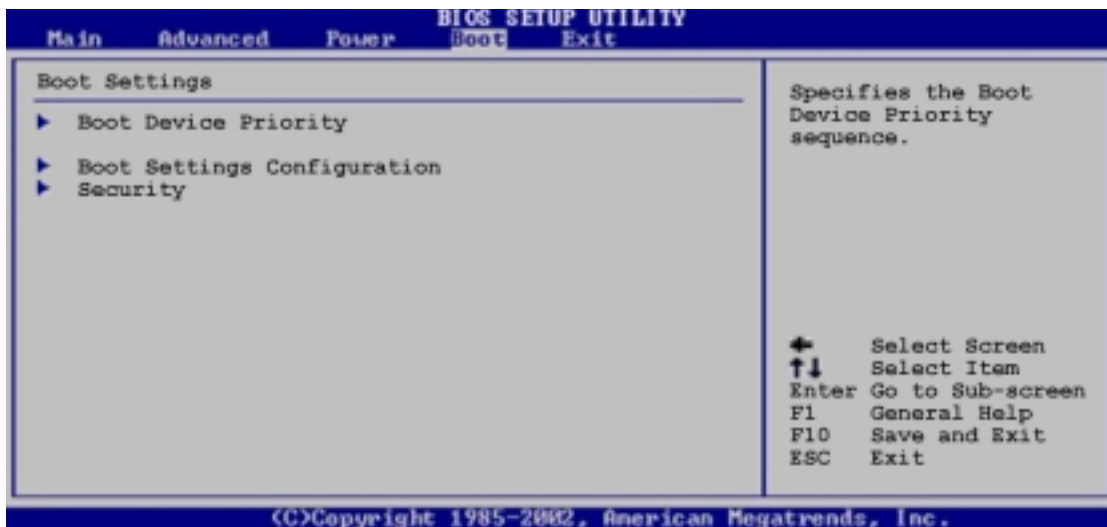 BIOS SETUP UTILITY
Main Advanced Power Boot Exit
Boot Settings
Boot Device Priority
Boot Settings Configuration
Security
Specifies the Boot
Device Priority
sequence.
Select Screen
↑↓ Select Item
Enter Go to Sub-screen
F1 General Help
F10 Save and Exit
ESC Exit
(C)Copyright 1985-2002, American Megatrends, Inc.